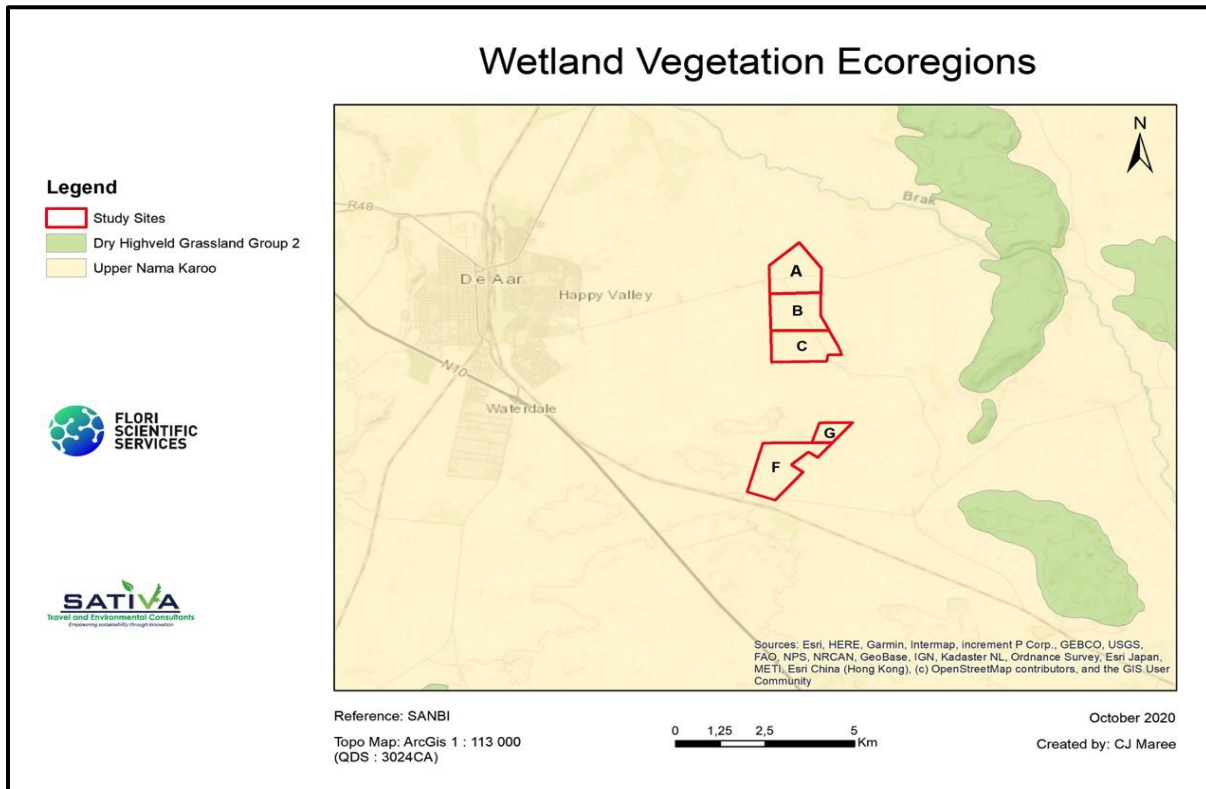 Wetland Vegetation Ecoregions
Legend
Study Sites
Dry Highveld Grassland Group 2
Upper Nama Karoo
FLORI
SCIENTIFIC
SERVICES
SATIVA
Travel and Environmental Consultants
Empowering sustainability through innovation
N
Brak
R48
De Aar
Happy Valley
N10
Waterdale
A
B
C
G
F
Sources: Esri, HERE, Garmin, Intermap, increment P Corp., GEBCO, USGS,
FAO, NPS, NRCAN, GeoBase, IGN, Kadaster NL, Ordnance Survey, Esri Japan,
METI, Esri China (Hong Kong), (c) OpenStreetMap contributors, and the GIS User
Community
Reference: SANBI
Topo Map: ArcGis 1 : 113 000
(QDS : 3024CA)
0 1,25 2,5 5
Km
October 2020
Created by: CJ Maree